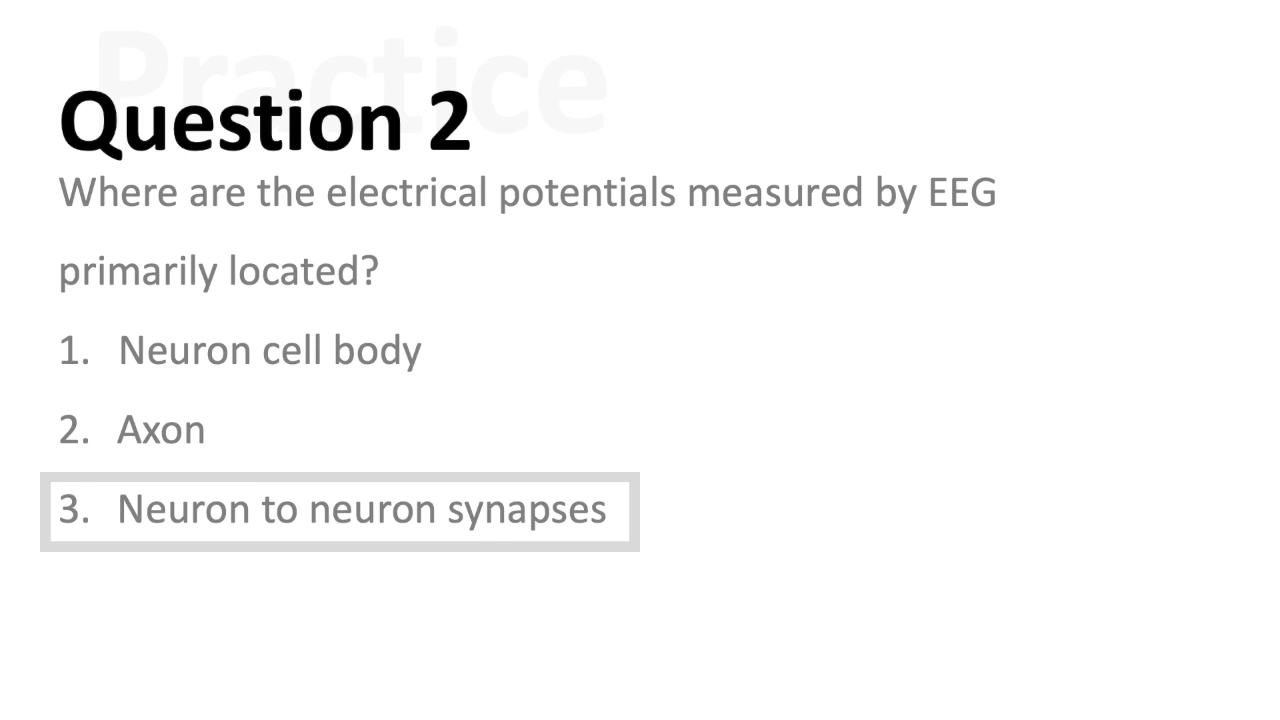 Practice
Question 2
Where are the electrical potentials measured by EEG
primarily located?
1. Neuron cell body
2. Axon
3. Neuron to neuron synapses